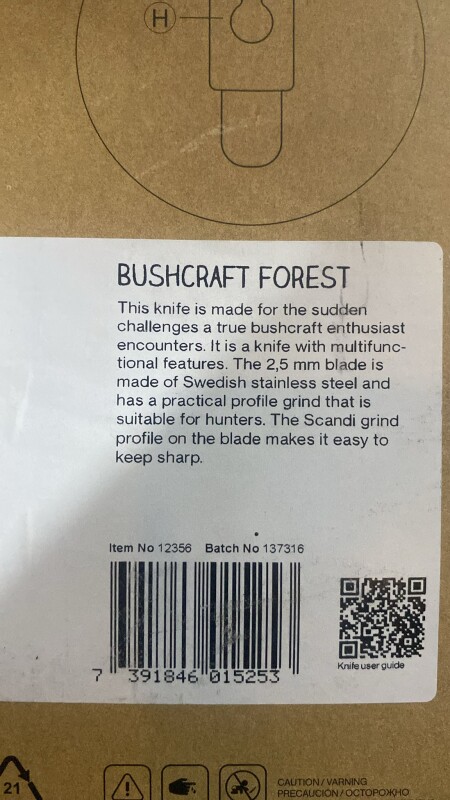 H
BUSHCRAFT FOREST
This knife is made for the sudden
challenges a true bushcraft enthusiast
encounters. It is a knife with multifunc-
tional features. The 2,5 mm blade is
made of Swedish stainless steel and
has a practical profile grind that is
suitable for hunters. The Scandi grind
profile on the blade makes it easy to
keep sharp.
Item No 12356 Batch No 137316
7 391846 015253
Knife user guide
21
CAUTION / VARNING
PRECAUCIÓN / ОСТОРОЖНО